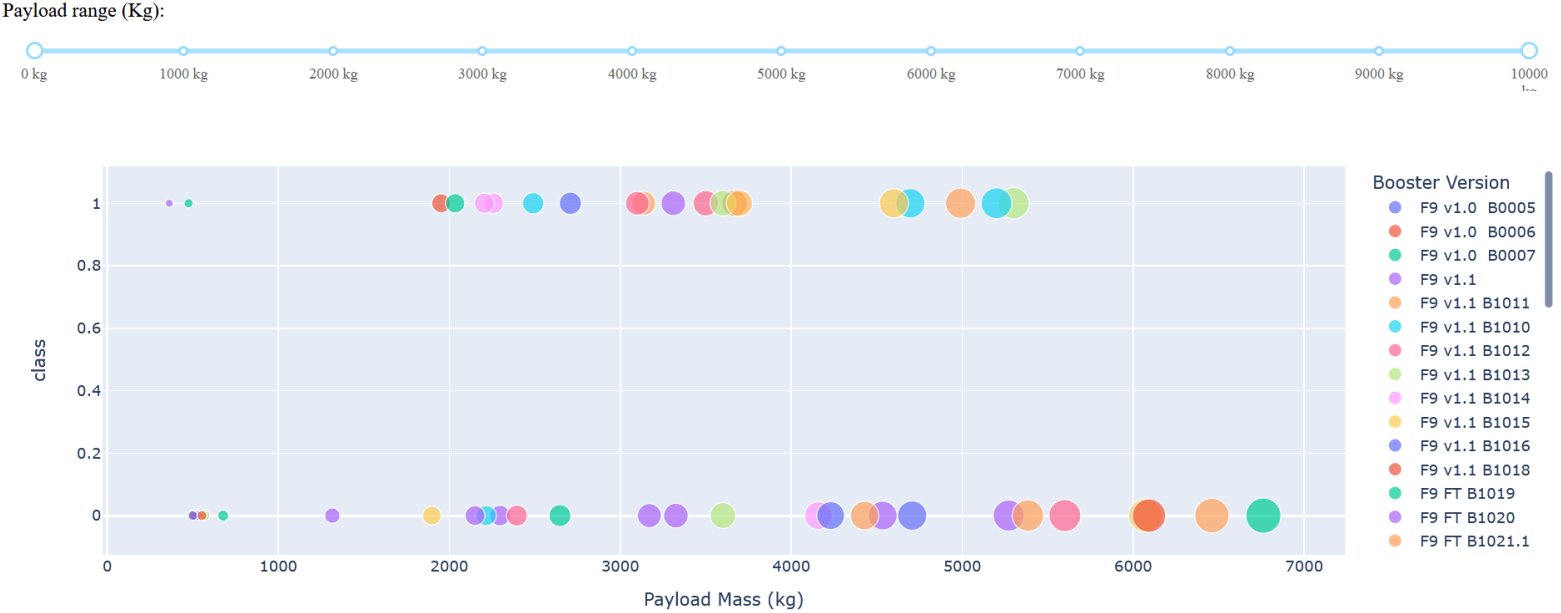 Payload range (Kg):
0 kg 1000 kg 2000 kg 3000 kg 4000 kg 5000 kg 6000 kg 7000 kg 8000 kg 9000 kg 10000
Booster Version
F9 v1.0  B0005
F9 v1.0  B0006
F9 v1.0  B0007
F9 v1.1
F9 v1.1 B1011
F9 v1.1 B1010
F9 v1.1 B1012
F9 v1.1 B1013
F9 v1.1 B1014
F9 v1.1 B1015
F9 v1.1 B1016
F9 v1.1 B1018
F9 FT B1019
F9 FT B1020
F9 FT B1021.1
class
1
0.8
0.6
0.4
0.2
0
0 1000 2000 3000 4000 5000 6000 7000
Payload Mass (kg)